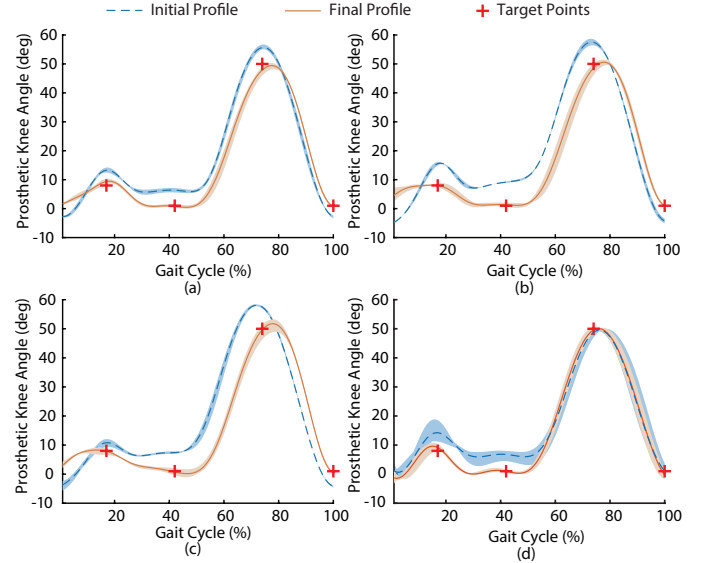 Initial Profile Final Profile Target Points
Prosthetic Knee Angle (deg)
60
50
40
30
20
10
0
-10
20 40 60 80 100
Gait Cycle (%)
(a)
Prosthetic Knee Angle (deg)
60
50
40
30
20
10
0
-10
20 40 60 80 100
Gait Cycle (%)
(b)
Prosthetic Knee Angle (deg)
60
50
40
30
20
10
0
-10
20 40 60 80 100
Gait Cycle (%)
(c)
Prosthetic Knee Angle (deg)
60
50
40
30
20
10
0
-10
20 40 60 80 100
Gait Cycle (%)
(d)